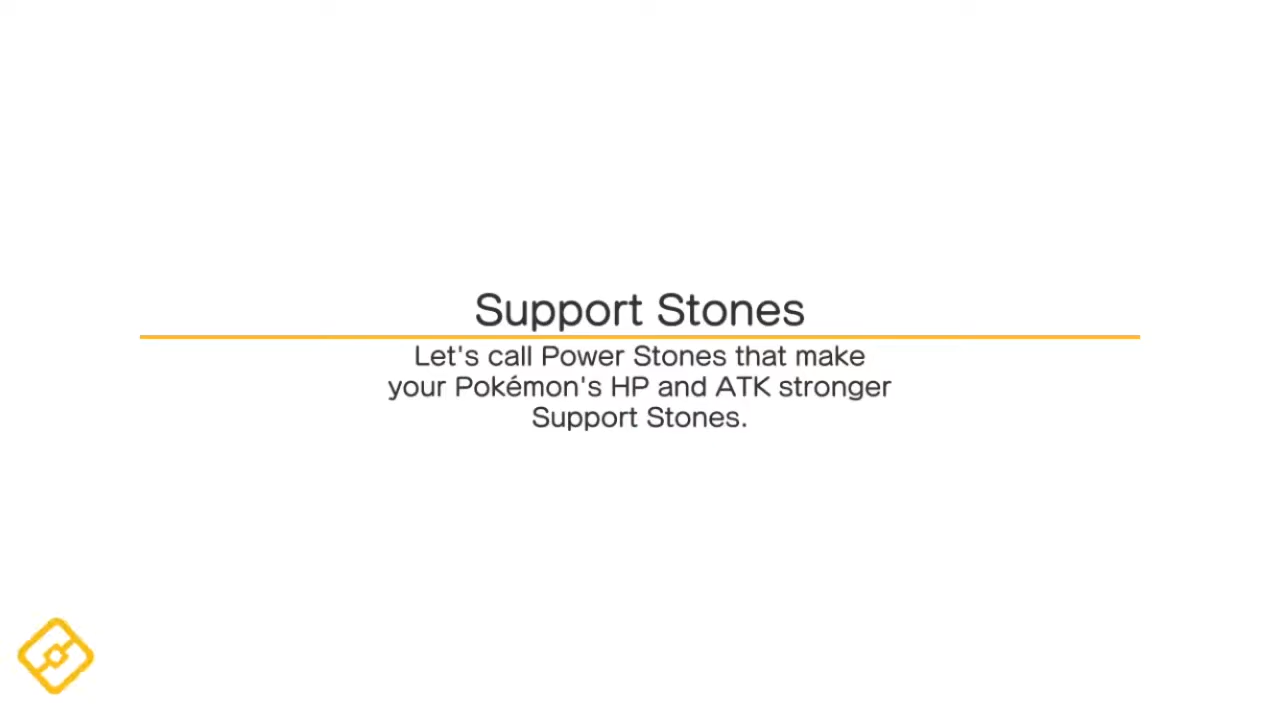 Support Stones
Let's call Power Stones that make
your Pokémon's HP and ATK stronger
Support Stones.